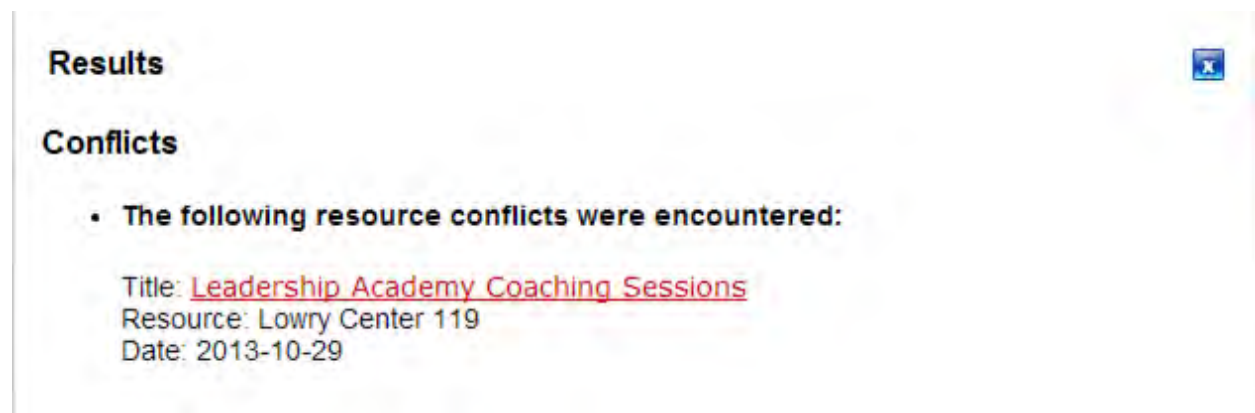 Results
x
Conflicts
• The following resource conflicts were encountered:
Title: Leadership Academy Coaching Sessions
Resource: Lowry Center 119
Date: 2013-10-29